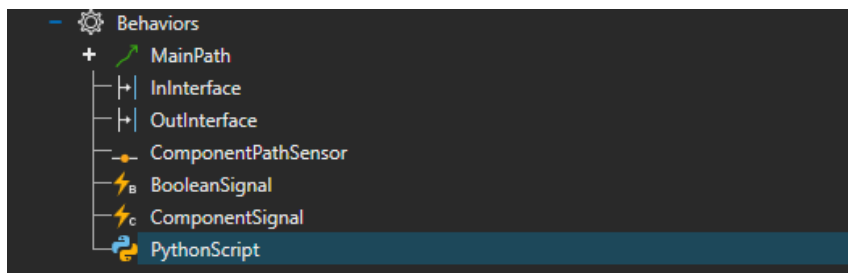 Behaviors
MainPath
InInterface
OutInterface
ComponentPathSensor
B BooleanSignal
C ComponentSignal
PythonScript